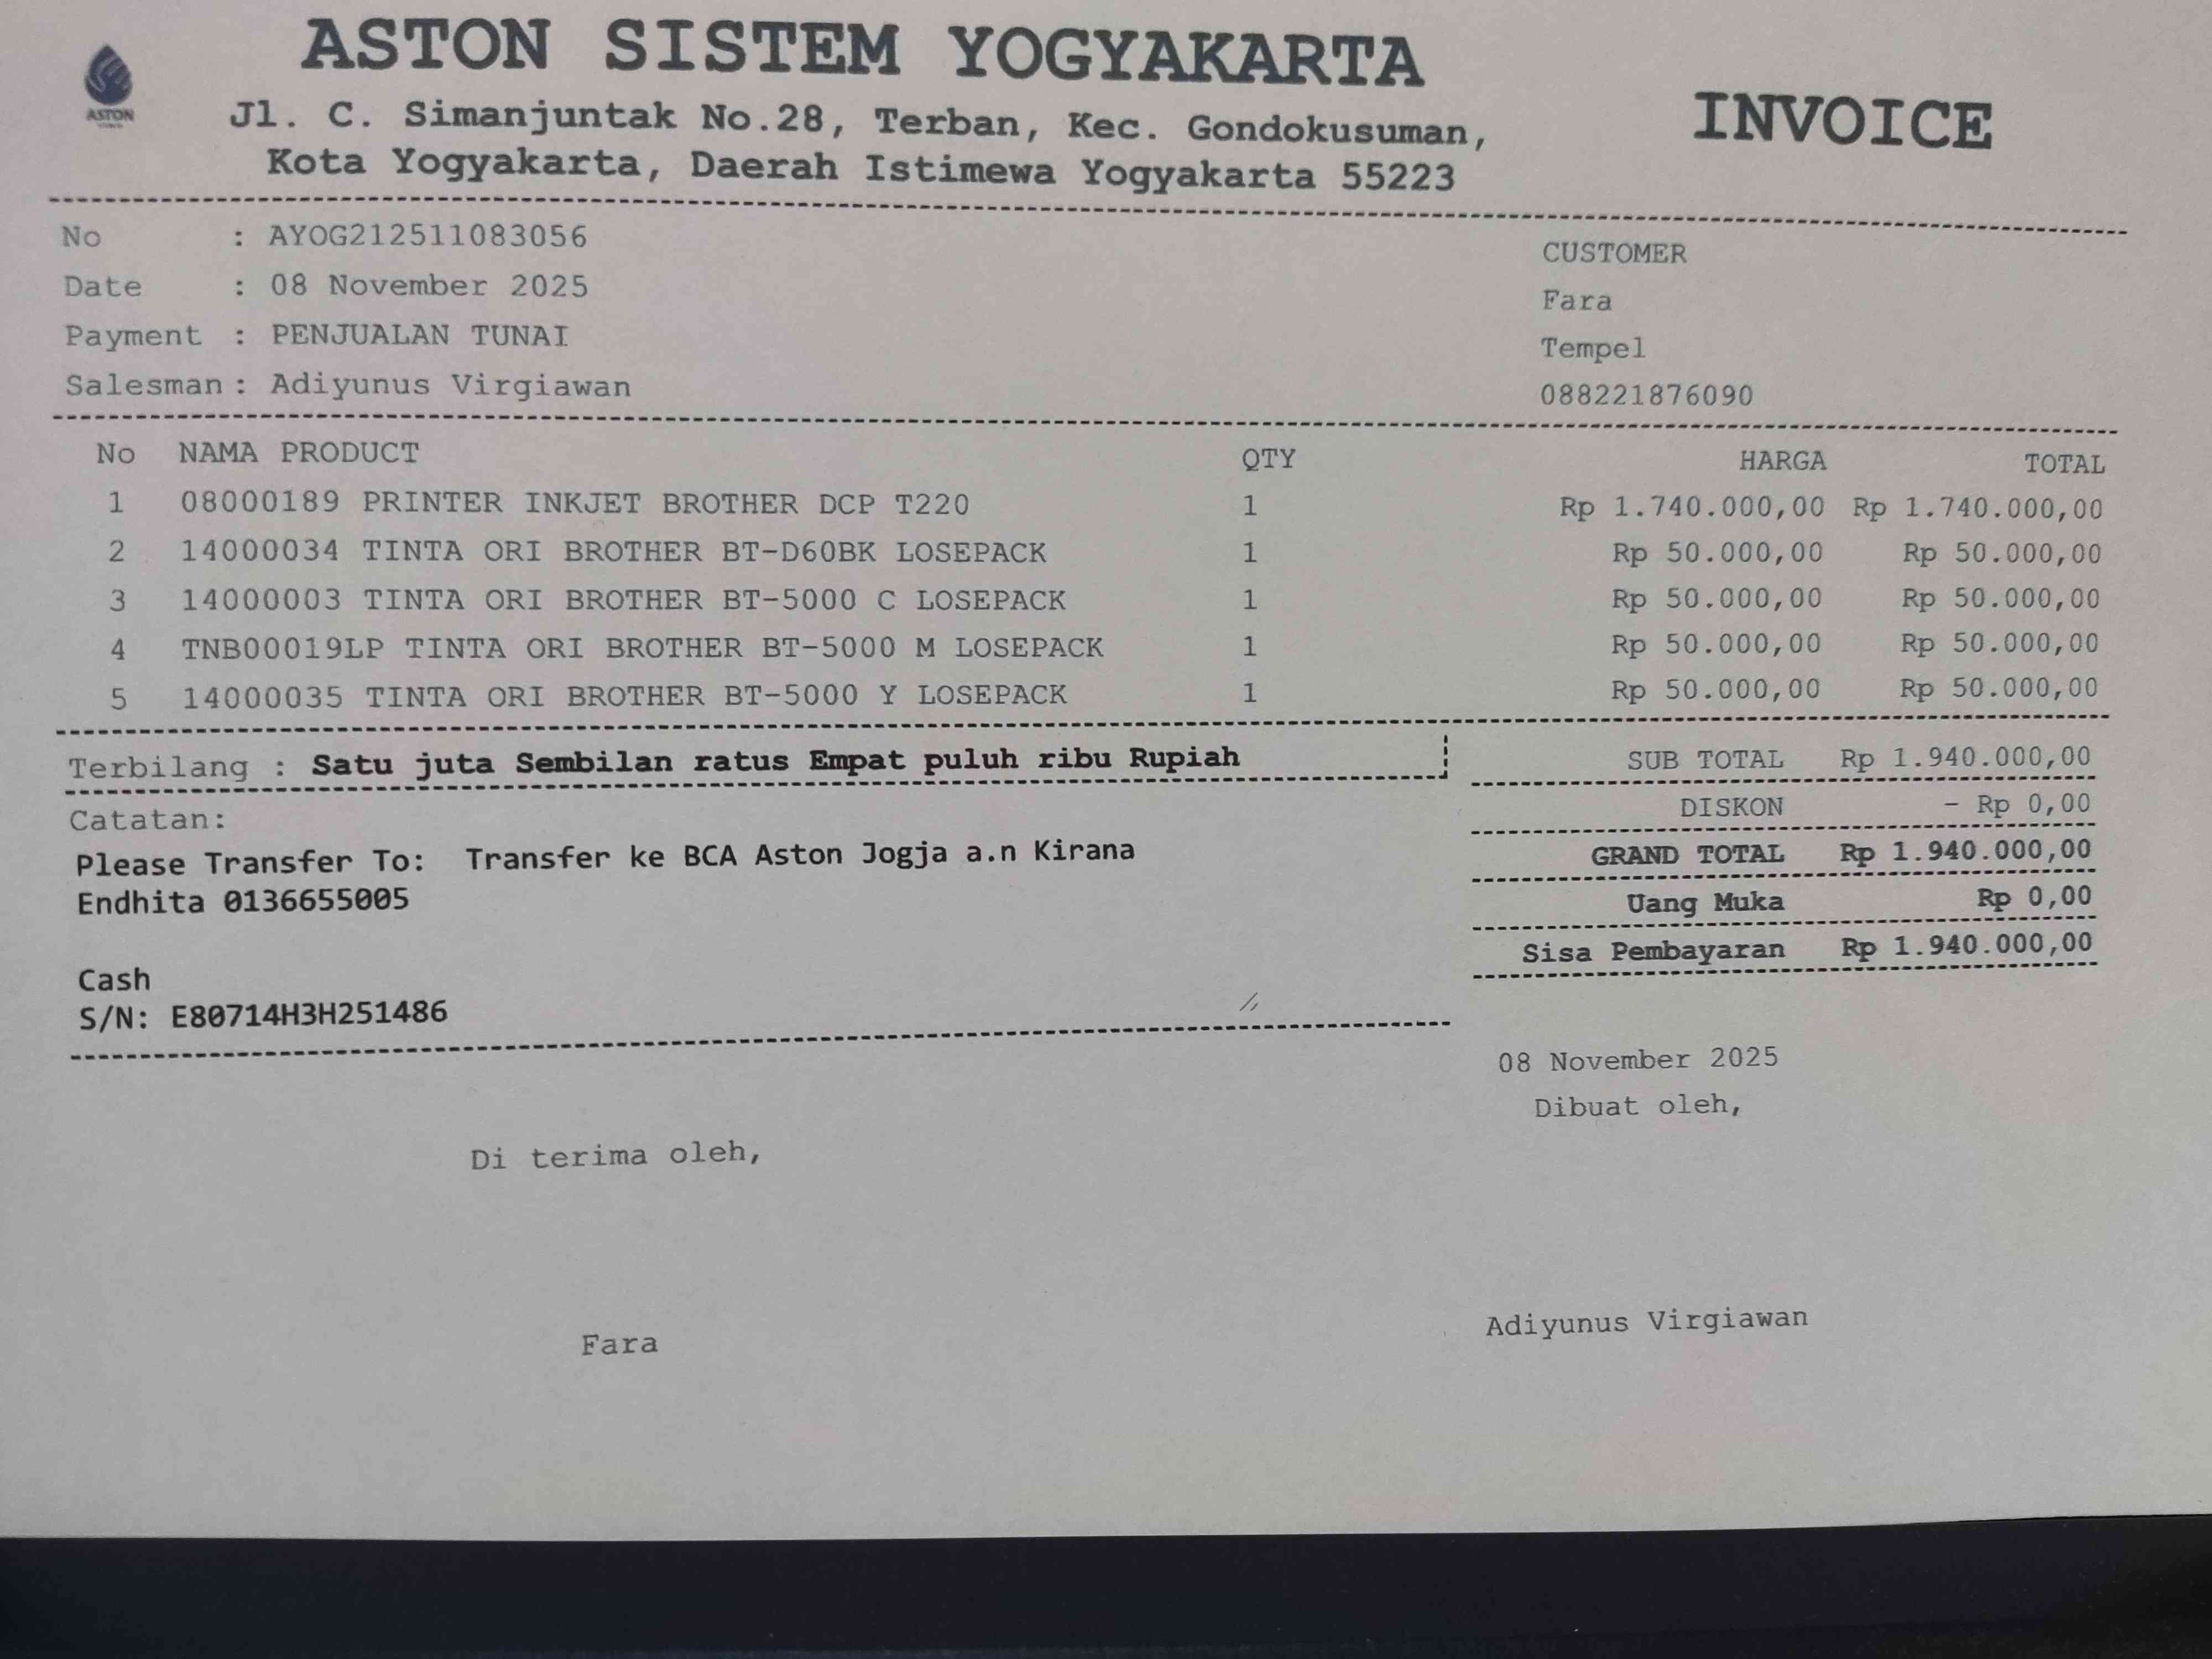 ASTON SISTEM YOGYAKARTA
ASTON
Jl. C. Simanjuntak No.28, Terban, Kec. Gondokusuman,
Kota Yogyakarta, Daerah Istimewa Yogyakarta 55223
INVOICE
No : AYOG212511083056
Date : 08 November 2025
Payment : PENJUALAN TUNAI
Salesman : Adiyunus Virgiawan
CUSTOMER
Fara
Tempel
088221876090
No NAMA PRODUCT QTY HARGA TOTAL
1 08000189 PRINTER INKJET BROTHER DCP T220 1 Rp 1.740.000,00 Rp 1.740.000,00
2 14000034 TINTA ORI BROTHER BT-D60BK LOSEPACK 1 Rp 50.000,00 Rp 50.000,00
3 14000003 TINTA ORI BROTHER BT-5000 C LOSEPACK 1 Rp 50.000,00 Rp 50.000,00
4 TNB00019LP TINTA ORI BROTHER BT-5000 M LOSEPACK 1 Rp 50.000,00 Rp 50.000,00
5 14000035 TINTA ORI BROTHER BT-5000 Y LOSEPACK 1 Rp 50.000,00 Rp 50.000,00
Terbilang : Satu juta Sembilan ratus Empat puluh ribu Rupiah
Catatan:
Please Transfer To: Transfer ke BCA Aston Jogja a.n Kirana
Endhita 0136655005
Cash
S/N: E80714H3H251486
SUB TOTAL Rp 1.940.000,00
DISKON - Rp 0,00
GRAND TOTAL Rp 1.940.000,00
Uang Muka Rp 0,00
Sisa Pembayaran Rp 1.940.000,00
08 November 2025
Dibuat oleh,
Di terima oleh,
Adiyunus Virgiawan
Fara